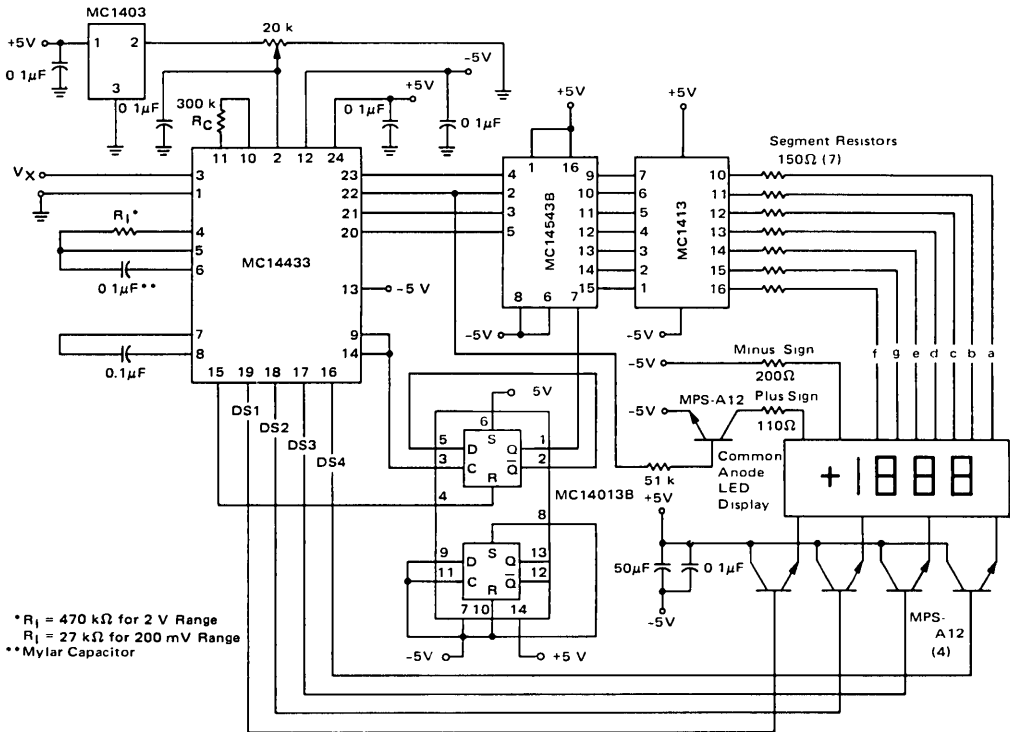 MC1403
+5V
1
2
3
0 1µF
0 1µF
20 k
-5V
+5V
0 1µF
0 1µF
300 k
RC
11 10 2 12 24
VX
3
1
RI*
4
5
6
0 1µF**
7
8
0.1µF
MC14433
23
22
21
20
13
-5 V
9
14
15 19 18 17 16
DS1
DS2
DS3
DS4
+5V
1 16
4
2
3
5
MC14543B
9
10
11
12
13
14
15
8 6 7
-5V
+5V
7
6
5
4
3
2
1
MC1413
10
11
12
13
14
15
16
-5V
Segment Resistors
150Ω (7)
f g e d c b a
-5V
Minus Sign
200Ω
MPS-A12
Plus Sign
-5V
110Ω
51 k
Common
Anode
LED
Display
+ 1 8 8 8
5V
6
5 D S Q 1
3 C Q 2
R
4
MC14013B
8
9 D S Q 13
11 C Q 12
R
7 10 14
-5V
+5 V
+5V
50µF
0 1µF
-5V
MPS-
A12
(4)
*RI = 470 kΩ for 2 V Range
RI = 27 kΩ for 200 mV Range
**Mylar Capacitor